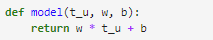 def model(t_u, w, b):
    return w * t_u + b